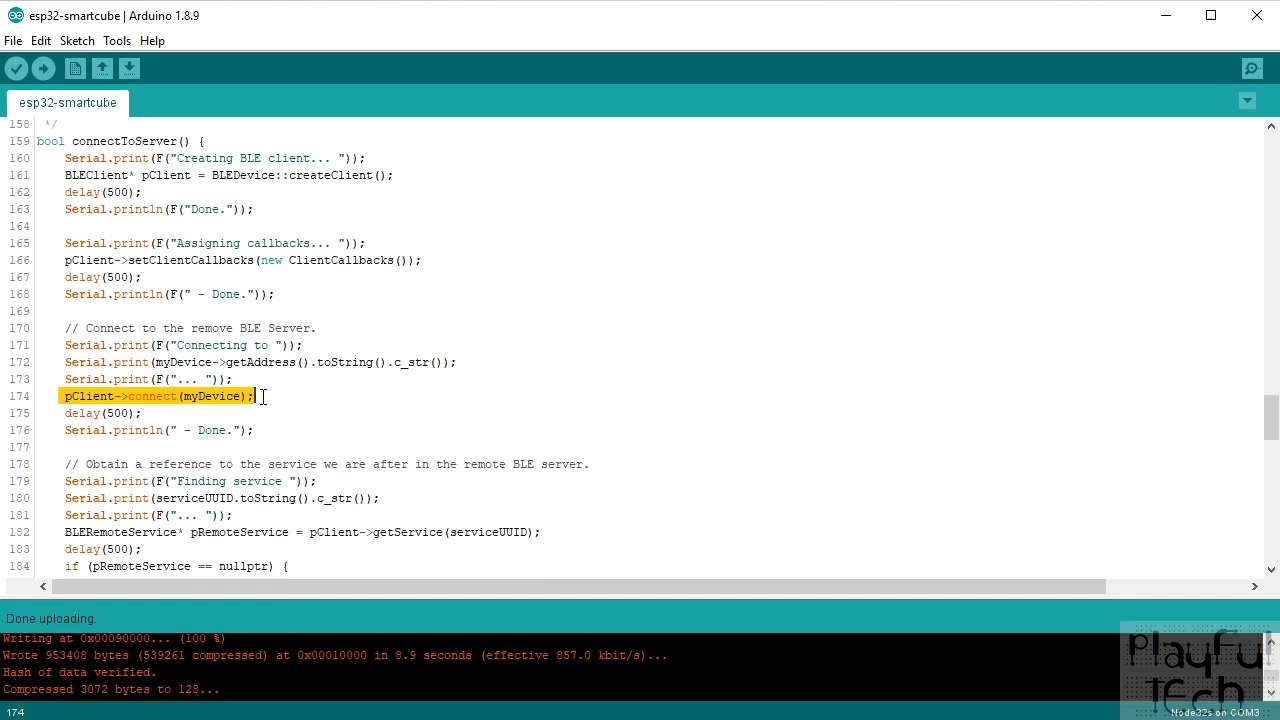 esp32-smartcube | Arduino 1.8.9
File Edit Sketch Tools Help
esp32-smartcube
158 */
159 bool connectToServer() {
160 Serial.print(F("Creating BLE client... "));
161 BLEClient* pClient = BLEDevice::createClient();
162 delay(500);
163 Serial.println(F("Done."));
164
165 Serial.print(F("Assigning callbacks... "));
166 pClient->setClientCallbacks(new ClientCallbacks());
167 delay(500);
168 Serial.println(F(" - Done."));
169
170 // Connect to the remove BLE Server.
171 Serial.print(F("Connecting to "));
172 Serial.print(myDevice->getAddress().toString().c_str());
173 Serial.print(F("... "));
174 pClient->connect(myDevice);
175 delay(500);
176 Serial.println(" - Done.");
177
178 // Obtain a reference to the service we are after in the remote BLE server.
179 Serial.print(F("Finding service "));
180 Serial.print(serviceUUID.toString().c_str());
181 Serial.print(F("... "));
182 BLERemoteService* pRemoteService = pClient->getService(serviceUUID);
183 delay(500);
184 if (pRemoteService == nullptr) {
Done uploading.
Writing at 0x00090000... (100 %)
Wrote 953408 bytes (539261 compressed) at 0x00010000 in 8.9 seconds (effective 857.0 kbit/s)...
Hash of data verified.
Compressed 3072 bytes to 128...
Playful
Tech
174
Node32s on COM3